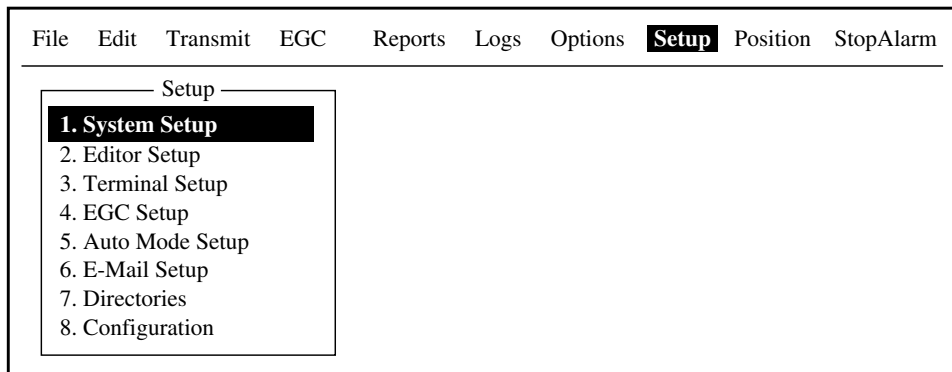 File Edit Transmit EGC Reports Logs Options Setup Position StopAlarm
Setup
1. System Setup
2. Editor Setup
3. Terminal Setup
4. EGC Setup
5. Auto Mode Setup
6. E-Mail Setup
7. Directories
8. Configuration